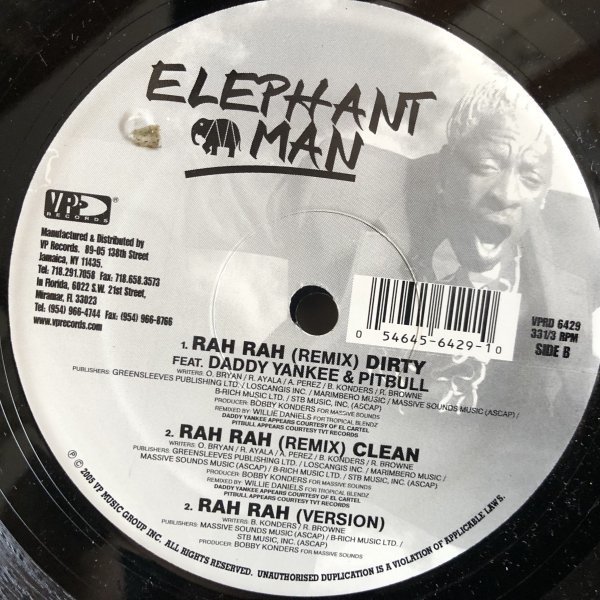 ELEPHANT
MAN
VP
RECORDS
®
Manufactured & Distributed by
VP Records. 89-05 138th Street
Jamaica, NY 11435.
Tel: 718.291.7058 Fax: 718.658.3573
In Florida, 6022 S.W. 21st Street,
Miramar, FL 33023
Tel: (954) 966-4744 Fax: (954) 966-8766
www.vprecords.com
0 54645-6429-1 0
VPRD 6429
33 1/3 RPM
SIDE B
1. RAH RAH (REMIX) DIRTY
FEAT. DADDY YANKEE & PITBULL
WRITERS: O. BRYAN / R. AYALA / A. PEREZ / B. KONDERS / R. BROWNE
PUBLISHERS: GREENSLEEVES PUBLISHING LTD. / LOSCANGIS INC. / MARIMBERO MUSIC / MASSIVE SOUNDS MUSIC (ASCAP) /
B-RICH MUSIC LTD. / STB MUSIC, INC. (ASCAP)
PRODUCER: BOBBY KONDERS FOR MASSIVE SOUNDS
REMIXED BY: WILLIE DANIELS FOR TROPICAL BLENDZ
DADDY YANKEE APPEARS COURTESY OF EL CARTEL
PITBULL APPEARS COURTESY TVT RECORDS
2. RAH RAH (REMIX) CLEAN
WRITERS: O. BRYAN / R. AYALA / A. PEREZ / B. KONDERS / R. BROWNE
PUBLISHERS: GREENSLEEVES PUBLISHING LTD. / LOSCANGIS INC. / MARIMBERO MUSIC /
MASSIVE SOUNDS MUSIC (ASCAP) / B-RICH MUSIC LTD. / STB MUSIC, INC. (ASCAP)
PRODUCER: BOBBY KONDERS FOR MASSIVE SOUNDS
REMIXED BY: WILLIE DANIELS FOR TROPICAL BLENDZ
DADDY YANKEE APPEARS COURTESY OF EL CARTEL
PITBULL APPEARS COURTESY TVT RECORDS
2. RAH RAH (VERSION)
WRITERS: B. KONDERS / R. BROWNE
PUBLISHERS: MASSIVE SOUNDS MUSIC (ASCAP) / B-RICH MUSIC LTD. /
STB MUSIC, INC. (ASCAP)
PRODUCER: BOBBY KONDERS FOR MASSIVE SOUNDS
℗ © 2005 VP MUSIC GROUP INC. ALL RIGHTS RESERVED. UNAUTHORISED DUPLICATION IS A VIOLATION OF APPLICABLE LAWS.